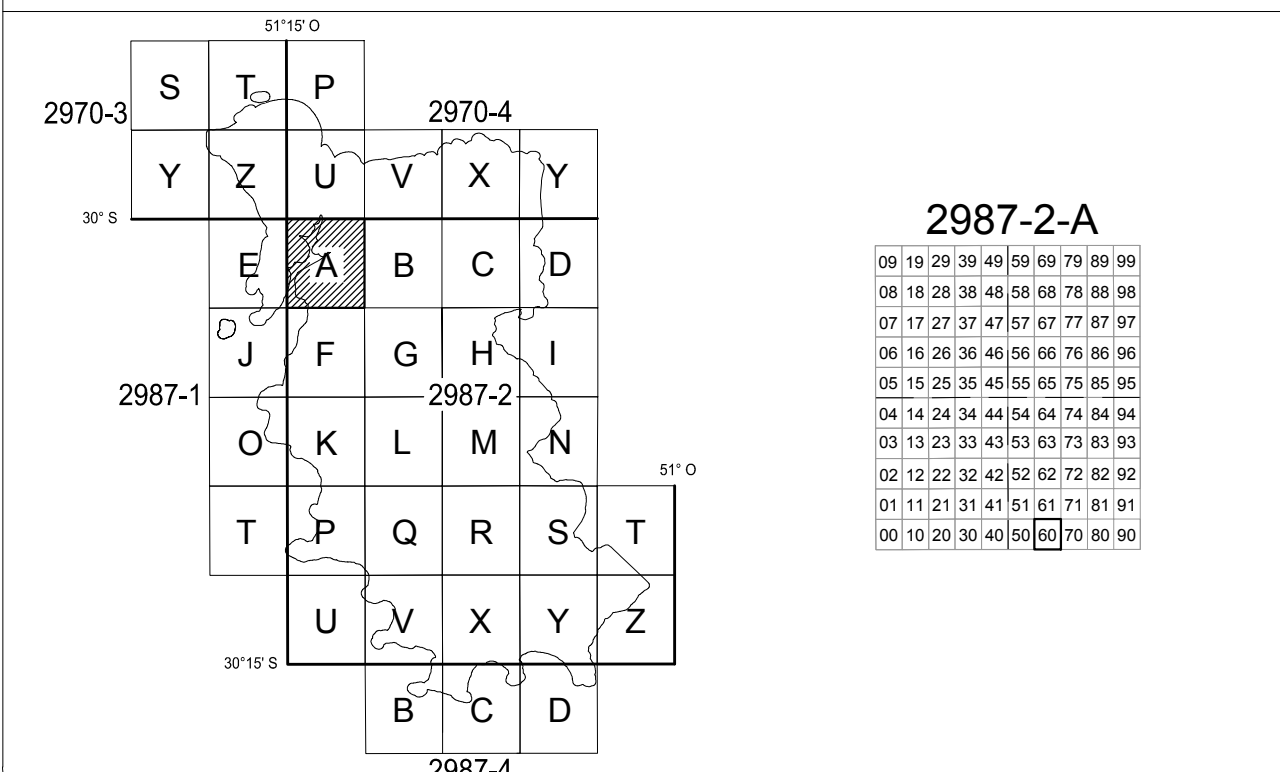 51°15' O
S T P
2970-3 2970-4
Y Z U V X Y
30° S
E A B C D
J F G H I
2987-1 2987-2
O K L M N
51° O
T P Q R S T
U V X Y Z
30°15' S
B C D
2987-4
2987-2-A
09 19 29 39 49 59 69 79 89 99
08 18 28 38 48 58 68 78 88 98
07 17 27 37 47 57 67 77 87 97
06 16 26 36 46 56 66 76 86 96
05 15 25 35 45 55 65 75 85 95
04 14 24 34 44 54 64 74 84 94
03 13 23 33 43 53 63 73 83 93
02 12 22 32 42 52 62 72 82 92
01 11 21 31 41 51 61 71 81 91
00 10 20 30 40 50 60 70 80 90